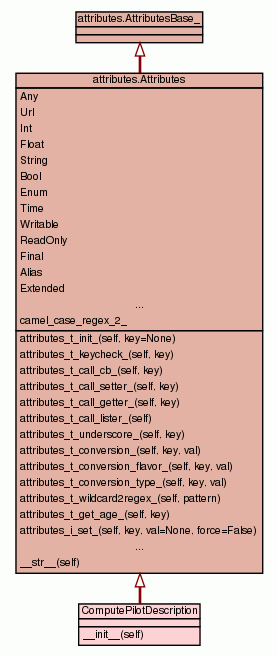 attributes.AttributesBase_
attributes.Attributes
Any
Url
Int
Float
String
Bool
Enum
Time
Writable
ReadOnly
Final
Alias
Extended
...
camel_case_regex_2_
attributes_t_init_(self, key=None)
attributes_t_keycheck_(self, key)
attributes_t_call_cb_(self, key)
attributes_t_call_setter_(self, key)
attributes_t_call_getter_(self, key)
attributes_t_call_lister_(self)
attributes_t_underscore_(self, key)
attributes_t_conversion_(self, key, val)
attributes_t_conversion_flavor_(self, key, val)
attributes_t_conversion_type_(self, key, val)
attributes_t_wildcard2regex_(self, pattern)
attributes_t_get_age_(self, key)
attributes_i_set_(self, key, val=None, force=False)
...
__str__(self)
ComputePilotDescription
__init__(self)